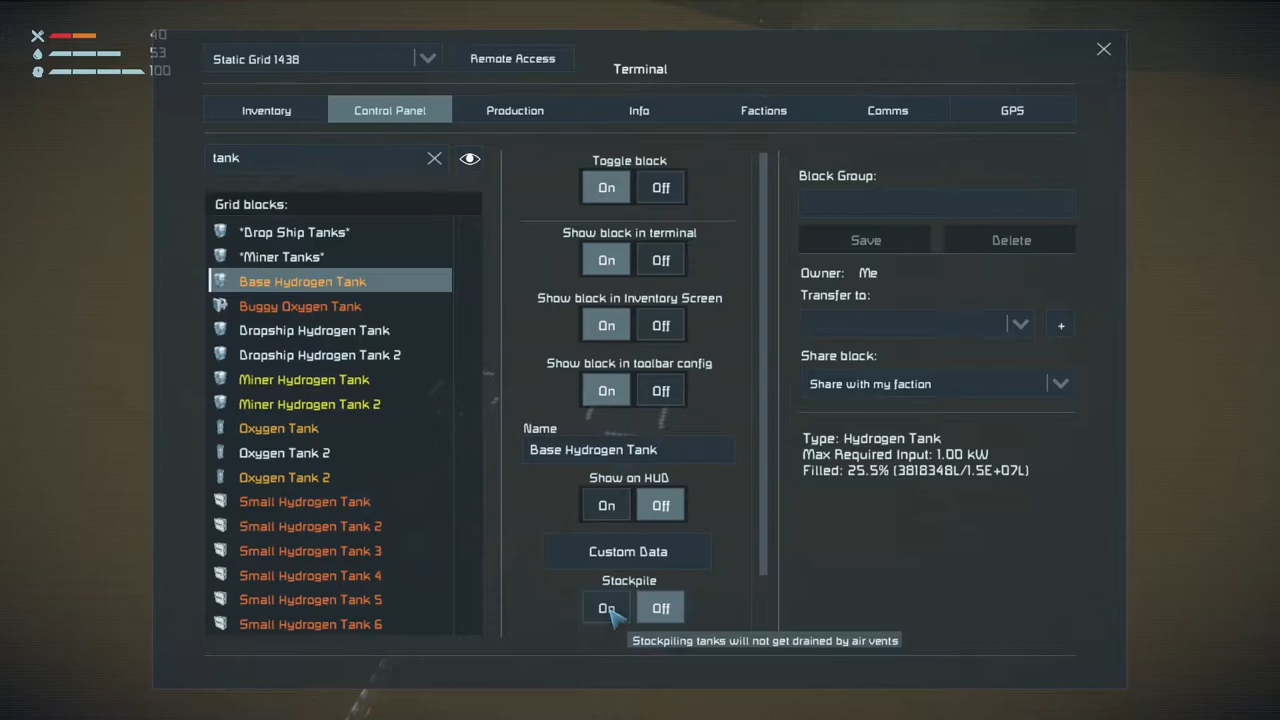 40
53
100
Static Grid 1438
Remote Access
Terminal
Inventory
Control Panel
Production
Info
Factions
Comms
GPS
tank
Grid blocks:
*Drop Ship Tanks*
*Miner Tanks*
Base Hydrogen Tank
Buggy Oxygen Tank
Dropship Hydrogen Tank
Dropship Hydrogen Tank 2
Miner Hydrogen Tank
Miner Hydrogen Tank 2
Oxygen Tank
Oxygen Tank 2
Oxygen Tank 2
Small Hydrogen Tank
Small Hydrogen Tank 2
Small Hydrogen Tank 3
Small Hydrogen Tank 4
Small Hydrogen Tank 5
Small Hydrogen Tank 6
Toggle block
On Off
Show block in terminal
On Off
Show block in Inventory Screen
On Off
Show block in toolbar config
On Off
Name
Base Hydrogen Tank
Show on HUD
On Off
Custom Data
Stockpile
On Off
Stockpiling tanks will not get drained by air vents
Block Group:
Save
Delete
Owner: Me
Transfer to:
+
Share block:
Share with my faction
Type: Hydrogen Tank
Max Required Input: 1.00 kW
Filled: 25.5% (3818348L/1.5E+07L)